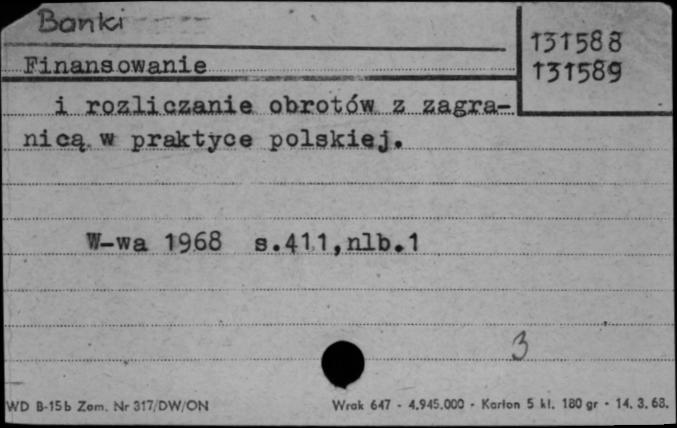 Banki
131588
Finansowanie
131589
i rozliczanie obrotów z zagra-
nicą w praktyce polskiej.
W-wa 1968 s.411,nlb.1
3
WD B-15b Zam. Nr 317/DW/ON Wrak 647 - 4.945.000 - Karton 5 kl. 180 gr - 14. 3. 68.